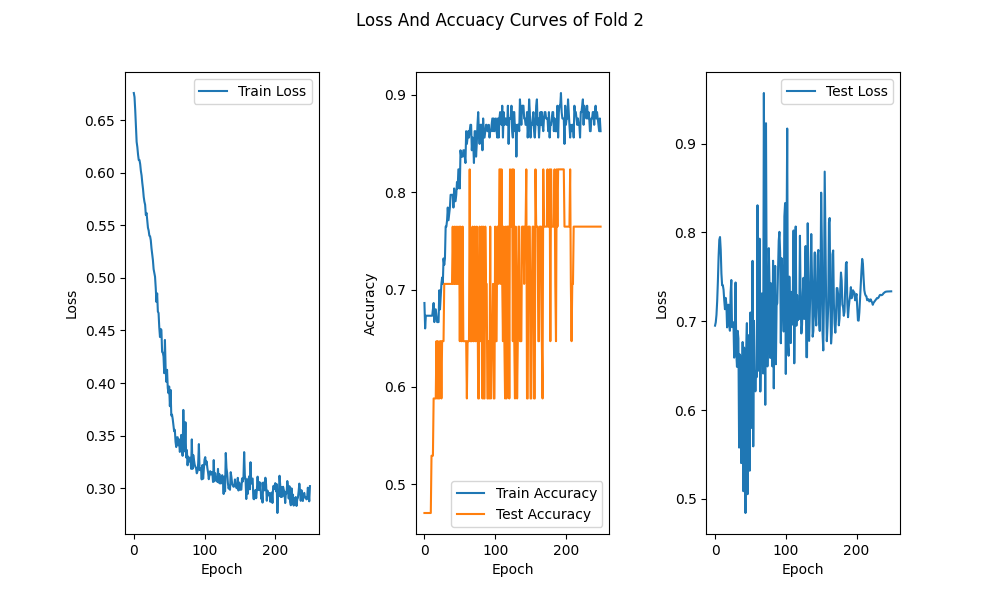 Loss And Accuacy Curves of Fold 2
Train Loss
0.65
0.60
0.55
0.50
0.45
0.40
0.35
0.30
Loss
0
100
200
Epoch
0.9
0.8
0.7
0.6
0.5
Accuracy
Train Accuracy
Test Accuracy
0
100
200
Epoch
Test Loss
0.9
0.8
0.7
0.6
0.5
Loss
0
100
200
Epoch